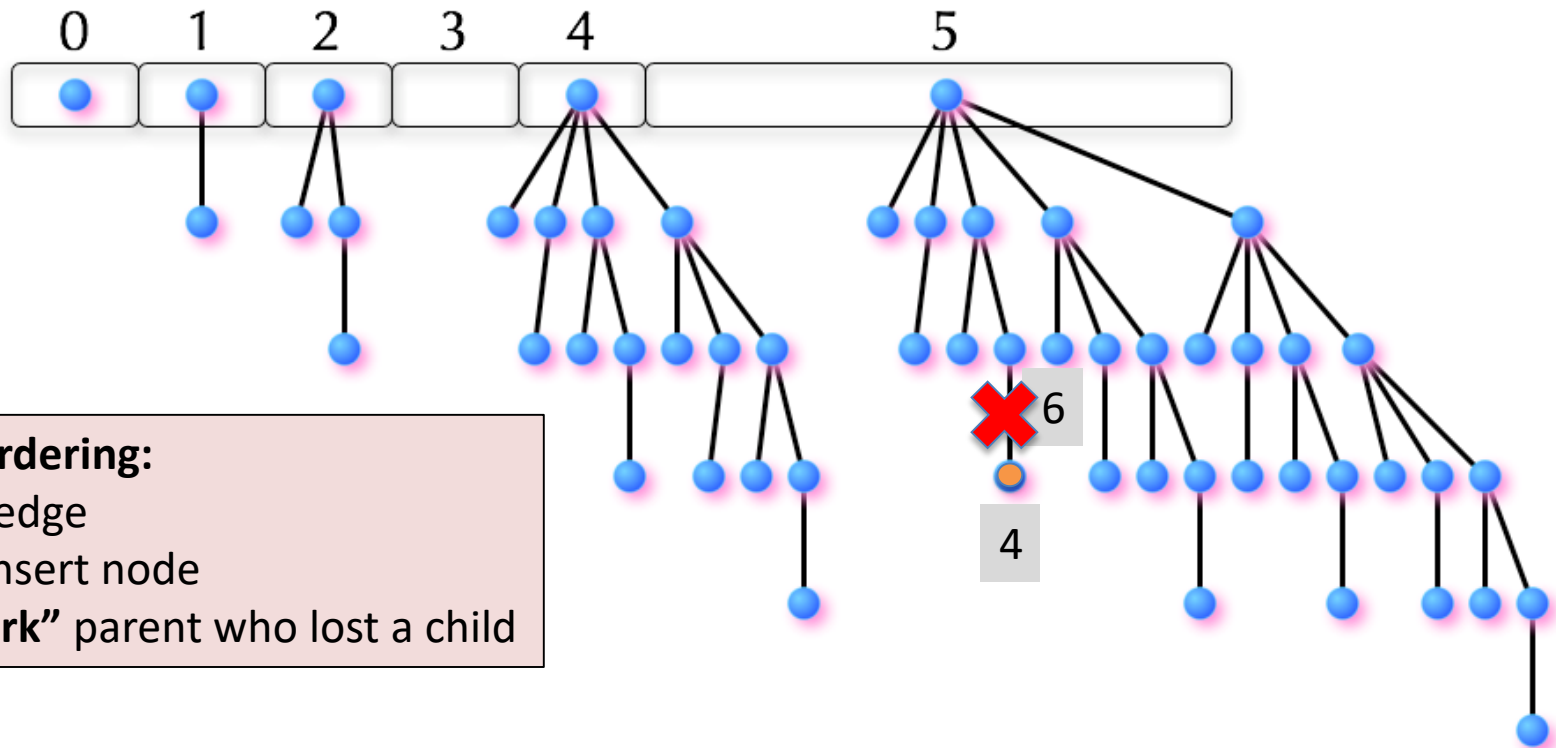 0 1 2 3 4 5
6
4
rdering:
edge
nsert node
rk” parent who lost a child